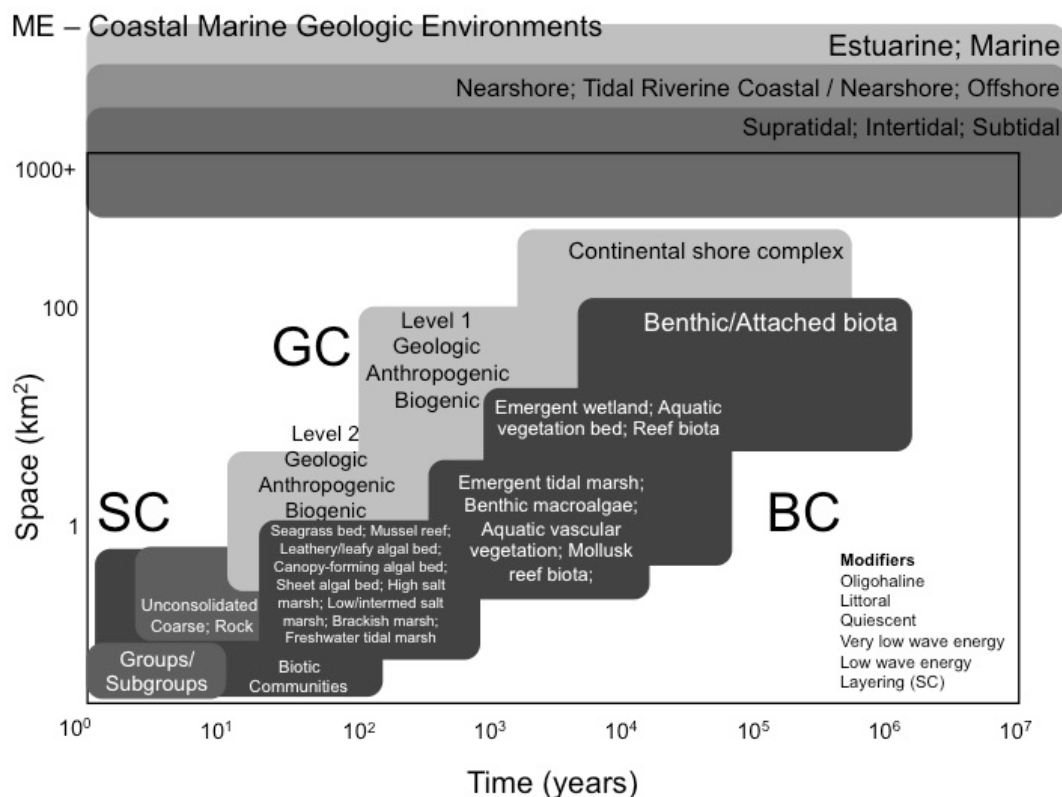 ME – Coastal Marine Geologic Environments
Estuarine; Marine
Nearshore; Tidal Riverine Coastal / Nearshore; Offshore
Supratidal; Intertidal; Subtidal
1000+
Continental shore complex
100
GC
Level 1
Geologic
Anthropogenic
Biogenic
Benthic/Attached biota
Emergent wetland; Aquatic
vegetation bed; Reef biota
Level 2
Geologic
Anthropogenic
Biogenic
Space (km²)
SC
1
Emergent tidal marsh;
Benthic macroalgae;
Aquatic vascular
vegetation; Mollusk
reef biota;
BC
Seagrass bed; Mussel reef;
Leathery/leafy algal bed;
Canopy-forming algal bed;
Sheet algal bed; High salt
marsh; Low/intermed salt
marsh; Brackish marsh;
Freshwater tidal marsh
Unconsolidated
Coarse; Rock
Modifiers
Oligohaline
Littoral
Quiescent
Very low wave energy
Low wave energy
Layering (SC)
Groups/
Subgroups
Biotic
Communities
10⁰ 10¹ 10² 10³ 10⁴ 10⁵ 10⁶ 10⁷
Time (years)